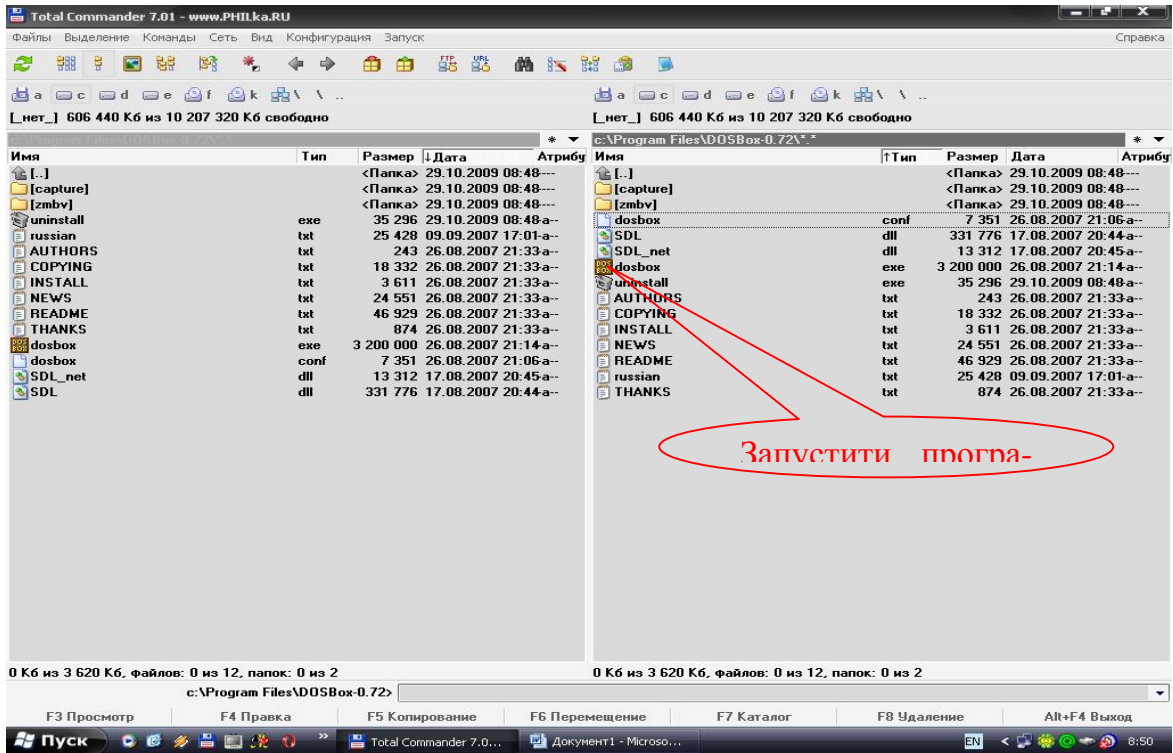 Total Commander 7.01 - www.PHILka.RU
Файлы Выделение Команды Сеть Вид Конфигурация Запуск Справка
FTP URL
a c d e f k \ \ ..
[_нет_] 606 440 Кб из 10 207 320 Кб свободно
c:\Program Files\DOSBox-0.72\*.* * ▼
Имя Тип Размер ↓Дата Атрибу
[..] <Папка> 29.10.2009 08:48----
[capture] <Папка> 29.10.2009 08:48----
[zmbv] <Папка> 29.10.2009 08:48----
uninstall exe 35 296 29.10.2009 08:48-a--
russian txt 25 428 09.09.2007 17:01-a--
AUTHORS txt 243 26.08.2007 21:33-a--
COPYING txt 18 332 26.08.2007 21:33-a--
INSTALL txt 3 611 26.08.2007 21:33-a--
NEWS txt 24 551 26.08.2007 21:33-a--
README txt 46 929 26.08.2007 21:33-a--
THANKS txt 874 26.08.2007 21:33-a--
dosbox exe 3 200 000 26.08.2007 21:14-a--
dosbox conf 7 351 26.08.2007 21:06-a--
SDL_net dll 13 312 17.08.2007 20:45-a--
SDL dll 331 776 17.08.2007 20:44-a--
0 Кб из 3 620 Кб, файлов: 0 из 12, папок: 0 из 2
a c d e f k \ \ ..
[_нет_] 606 440 Кб из 10 207 320 Кб свободно
c:\Program Files\DOSBox-0.72\*.* * ▼
Имя ↑Тип Размер Дата Атрибу
[..] <Папка> 29.10.2009 08:48----
[capture] <Папка> 29.10.2009 08:48----
[zmbv] <Папка> 29.10.2009 08:48----
dosbox conf 7 351 26.08.2007 21:06-a--
SDL dll 331 776 17.08.2007 20:44-a--
SDL_net dll 13 312 17.08.2007 20:45-a--
DOS BOX dosbox exe 3 200 000 26.08.2007 21:14-a--
uninstall exe 35 296 29.10.2009 08:48-a--
AUTHORS txt 243 26.08.2007 21:33-a--
COPYING txt 18 332 26.08.2007 21:33-a--
INSTALL txt 3 611 26.08.2007 21:33-a--
NEWS txt 24 551 26.08.2007 21:33-a--
README txt 46 929 26.08.2007 21:33-a--
russian txt 25 428 09.09.2007 17:01-a--
THANKS txt 874 26.08.2007 21:33-a--
Запустити програ-
0 Кб из 3 620 Кб, файлов: 0 из 12, папок: 0 из 2
c:\Program Files\DOSBox-0.72>
F3 Просмотр F4 Правка F5 Копирование F6 Перемещение F7 Каталог F8 Удаление Alt+F4 Выход
Пуск » Total Commander 7.0... Документ1 - Microso... EN < 8:50